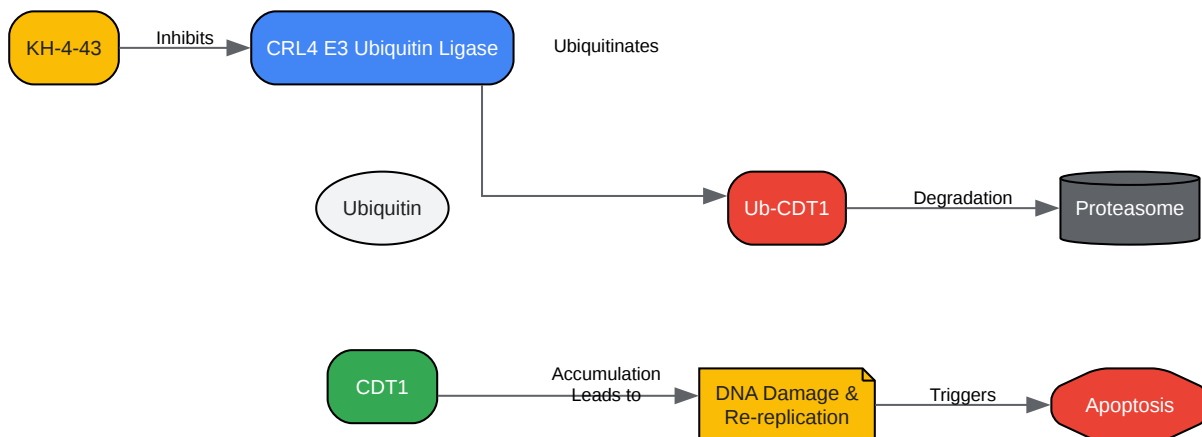 KH-4-43
Inhibits
CRL4 E3 Ubiquitin Ligase
Ubiquitinates
Ubiquitin
Ub-CDT1
Degradation
Proteasome
CDT1
Accumulation
Leads to
DNA Damage &
Re-replication
Triggers
Apoptosis